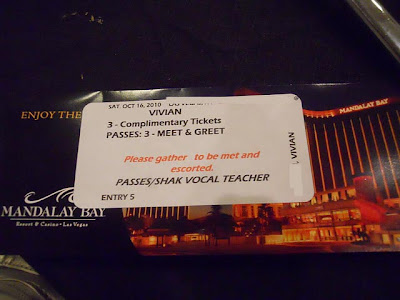 SAT OCT 16, 2010
VIVIAN
3 - Complimentary Tickets
PASSES: 3 - MEET & GREET
Please gather to be met and
escorted.
PASSES/SHAK VOCAL TEACHER
ENTRY 5
VIVIAN
ENJOY THE
MANDALAY BAY
Resort & Casino • Las Vegas
MANDALAY BAY